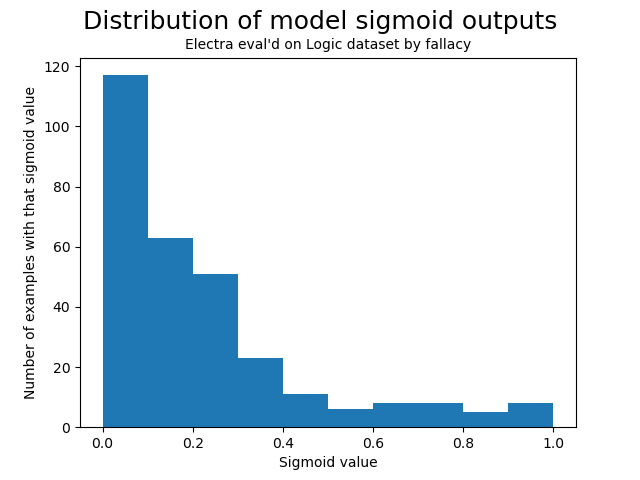 Distribution of model sigmoid outputs
Electra eval'd on Logic dataset by fallacy
Number of examples with that sigmoid value
120
100
80
60
40
20
0
0.0 0.2 0.4 0.6 0.8 1.0
Sigmoid value